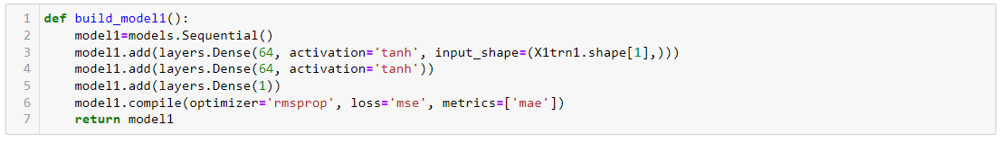 1 def build_model1():
2     model1=models.Sequential()
3     model1.add(layers.Dense(64, activation='tanh', input_shape=(X1trn1.shape[1],)))
4     model1.add(layers.Dense(64, activation='tanh'))
5     model1.add(layers.Dense(1))
6     model1.compile(optimizer='rmsprop', loss='mse', metrics=['mae'])
7     return model1